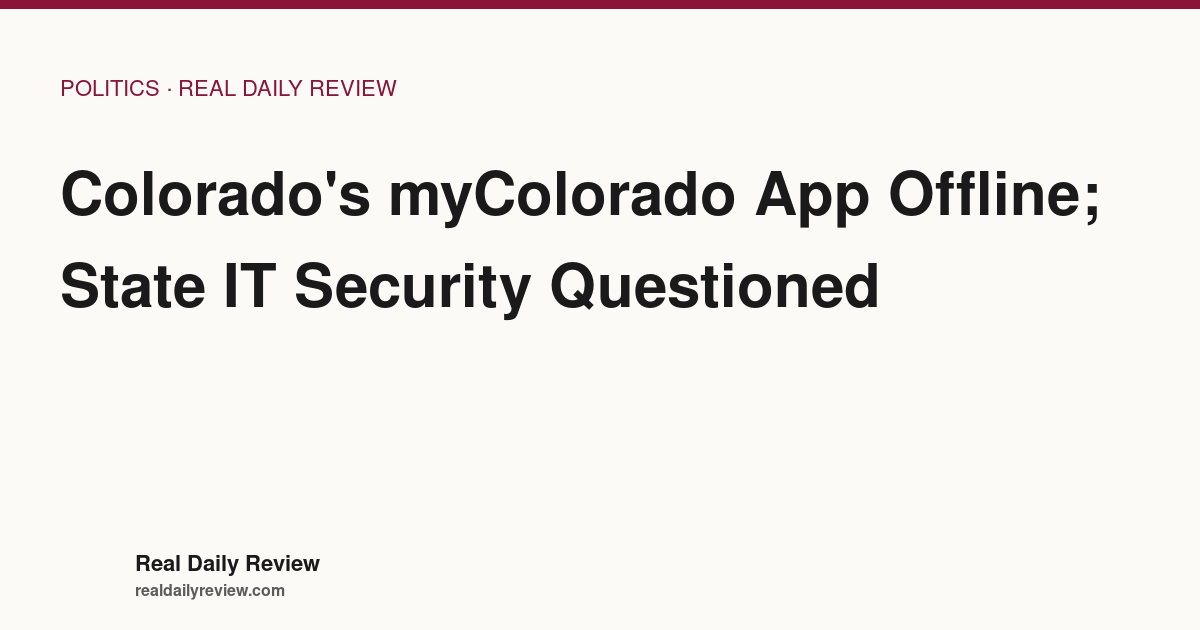 POLITICS · REAL DAILY REVIEW
Colorado's myColorado App Offline;
State IT Security Questioned
Real Daily Review
realdailyreview.com